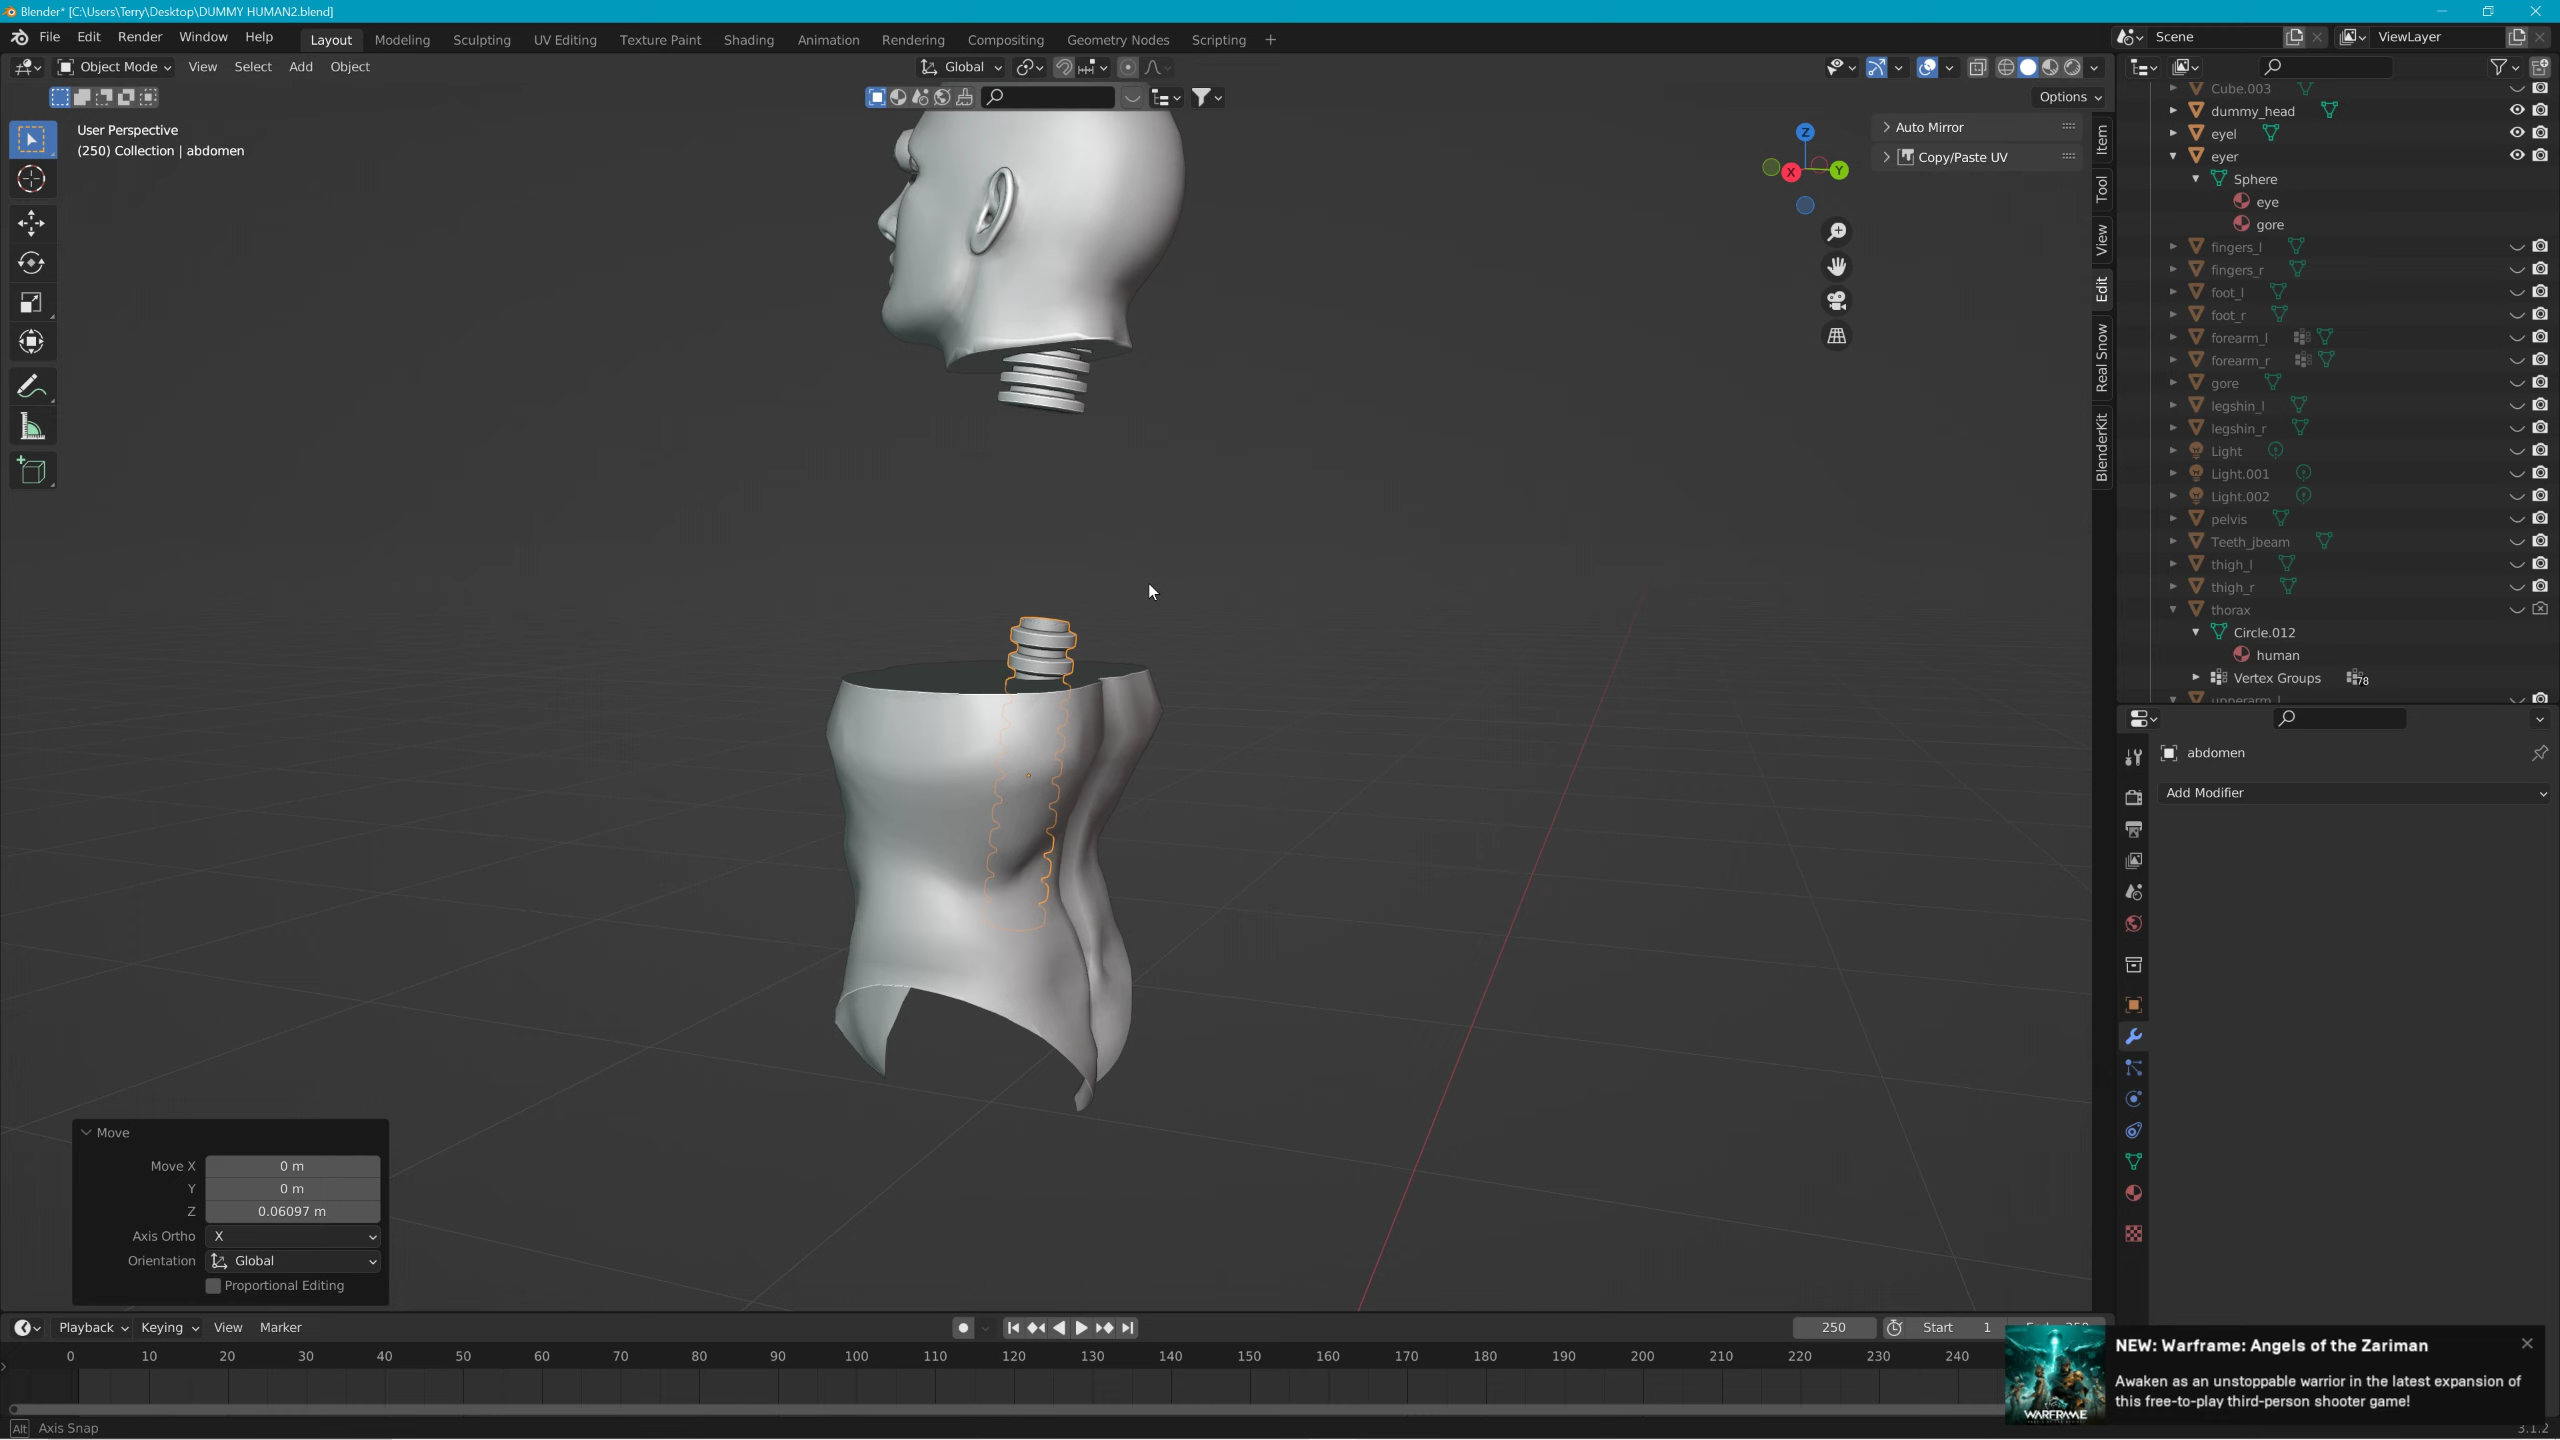 Blender* [C:\Users\Terry\Desktop\DUMMY HUMAN2.blend]
File Edit Render Window Help Layout Modeling Sculpting UV Editing Texture Paint Shading Animation Rendering Compositing Geometry Nodes Scripting + Scene ViewLayer
Object Mode View Select Add Object Global
Options
User Perspective
(250) Collection | abdomen
Auto Mirror
Copy/Paste UV
Z
X
Y
Item
Tool
View
Edit
Real Snow
BlenderKit
Cube.003
dummy_head
eyel
eyer
Sphere
eye
gore
fingers_l
fingers_r
foot_l
foot_r
forearm_l
forearm_r
gore
legshin_l
legshin_r
Light
Light.001
Light.002
pelvis
Teeth_jbeam
thigh_l
thigh_r
thorax
Circle.012
human
Vertex Groups 78
upperarm_l
abdomen
Add Modifier
Move
Move X 0 m
Y 0 m
Z 0.06097 m
Axis Ortho X
Orientation Global
Proportional Editing
Playback Keying View Marker 250 Start 1 End 250
0 10 20 30 40 50 60 70 80 90 100 110 120 130 140 150 160 170 180 190 200 210 220 230 240
NEW: Warframe: Angels of the Zariman
Awaken as an unstoppable warrior in the latest expansion of
this free-to-play third-person shooter game!
WARFRAME
Alt Axis Snap
3.1.2